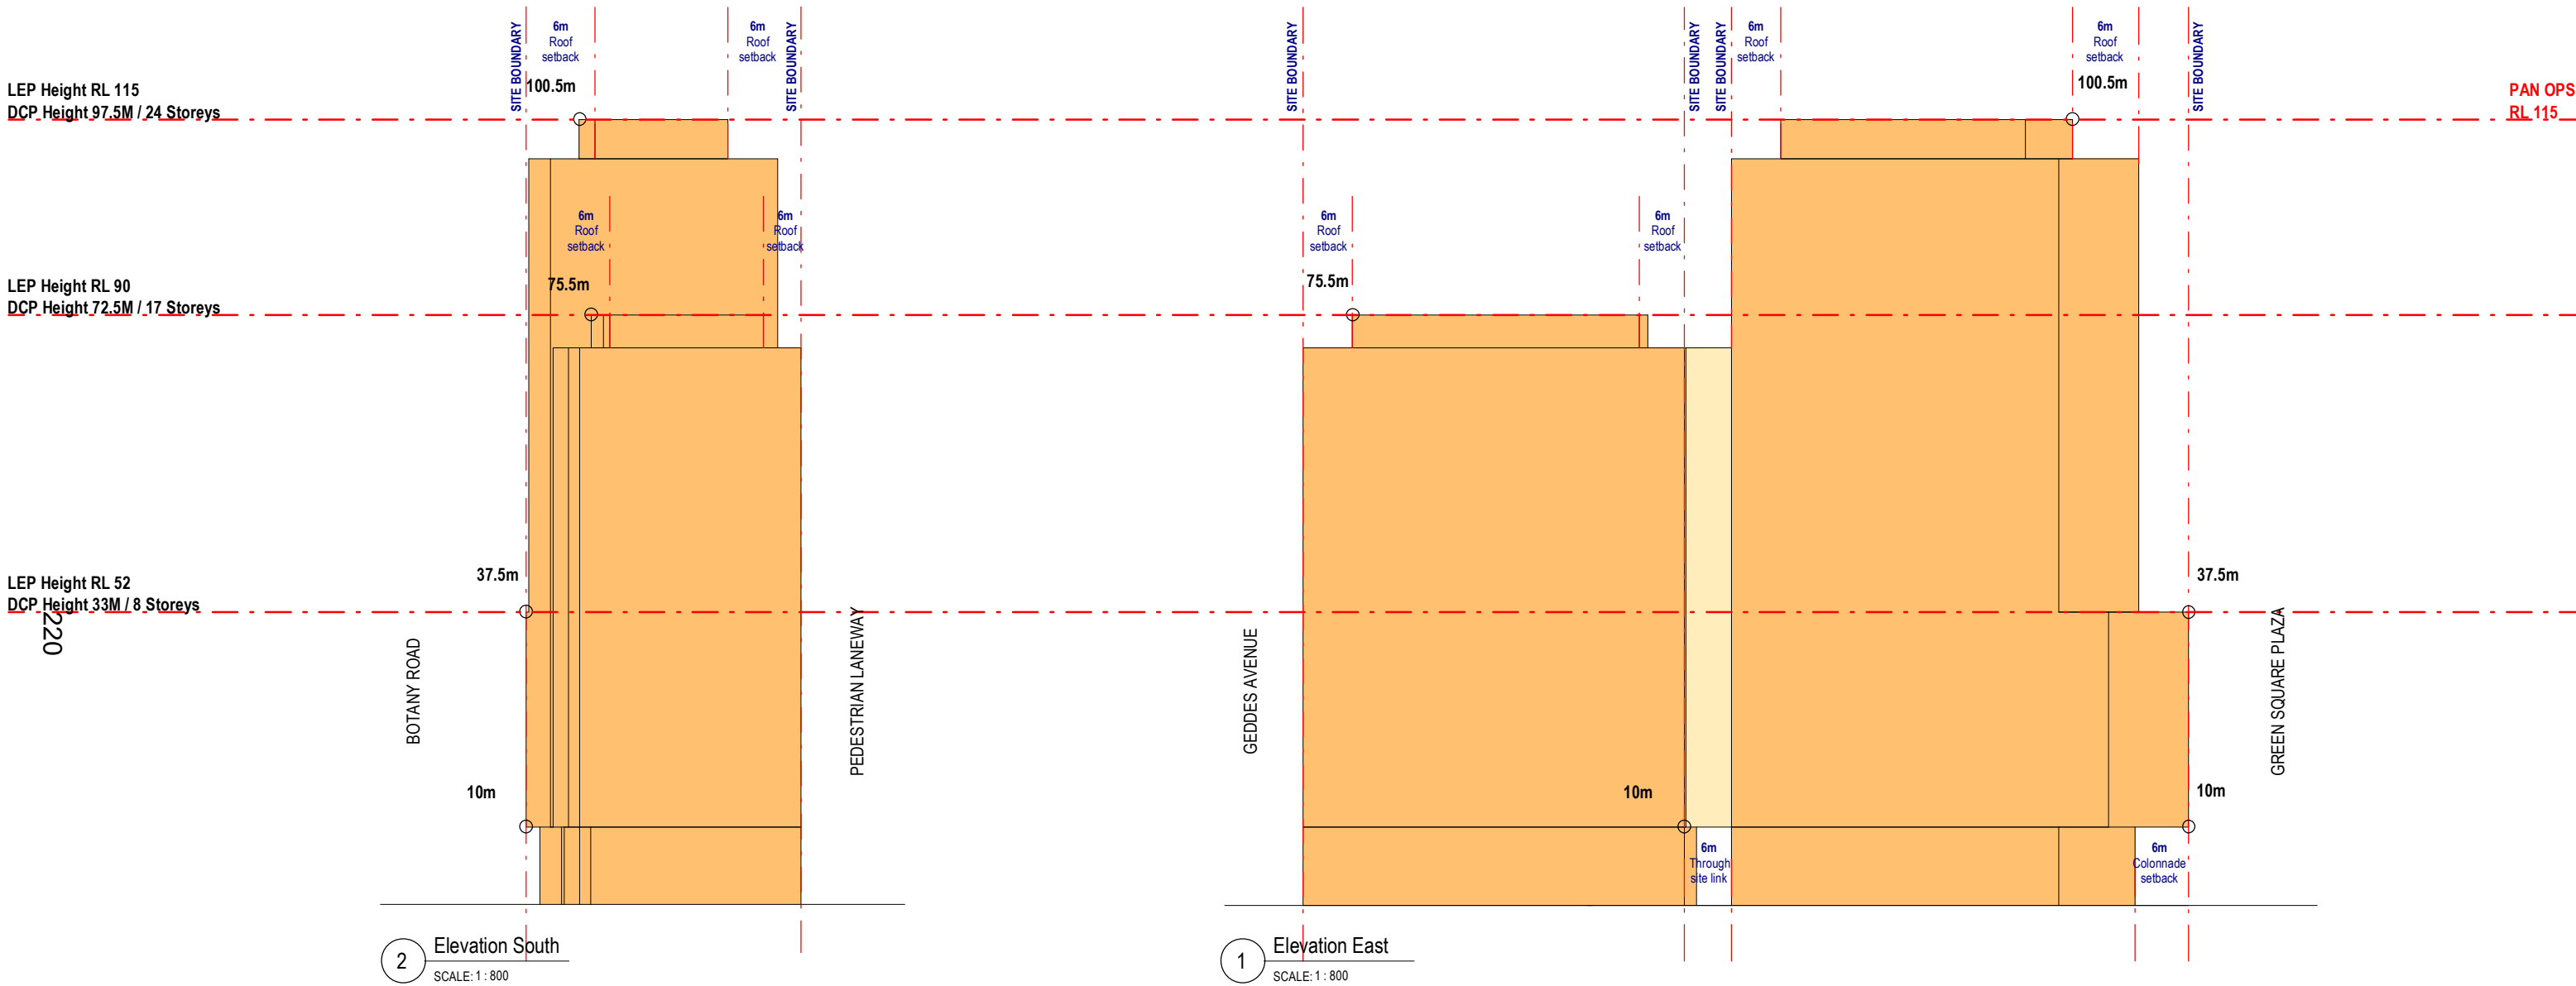 SITE BOUNDARY
6m
Roof
setback
6m
Roof
setback
SITE BOUNDARY
SITE BOUNDARY
SITE BOUNDARY
SITE BOUNDARY
6m
Roof
setback
6m
Roof
setback
SITE BOUNDARY
LEP Height RL 115
DCP Height 97.5M / 24 Storeys
100.5m
100.5m
PAN OPS
RL 115
6m
Roof
setback
6m
Roof
setback
6m
Roof
setback
6m
Roof
setback
LEP Height RL 90
DCP Height 72.5M / 17 Storeys
75.5m
75.5m
LEP Height RL 52
DCP Height 33M / 8 Storeys
37.5m
37.5m
220
BOTANY ROAD
PEDESTRIAN LANEWAY
GEDDES AVENUE
GREEN SQUARE PLAZA
10m
10m
10m
6m
Through
site link
6m
Colonnade
setback
2
Elevation South
SCALE: 1 : 800
1
Elevation East
SCALE: 1 : 800